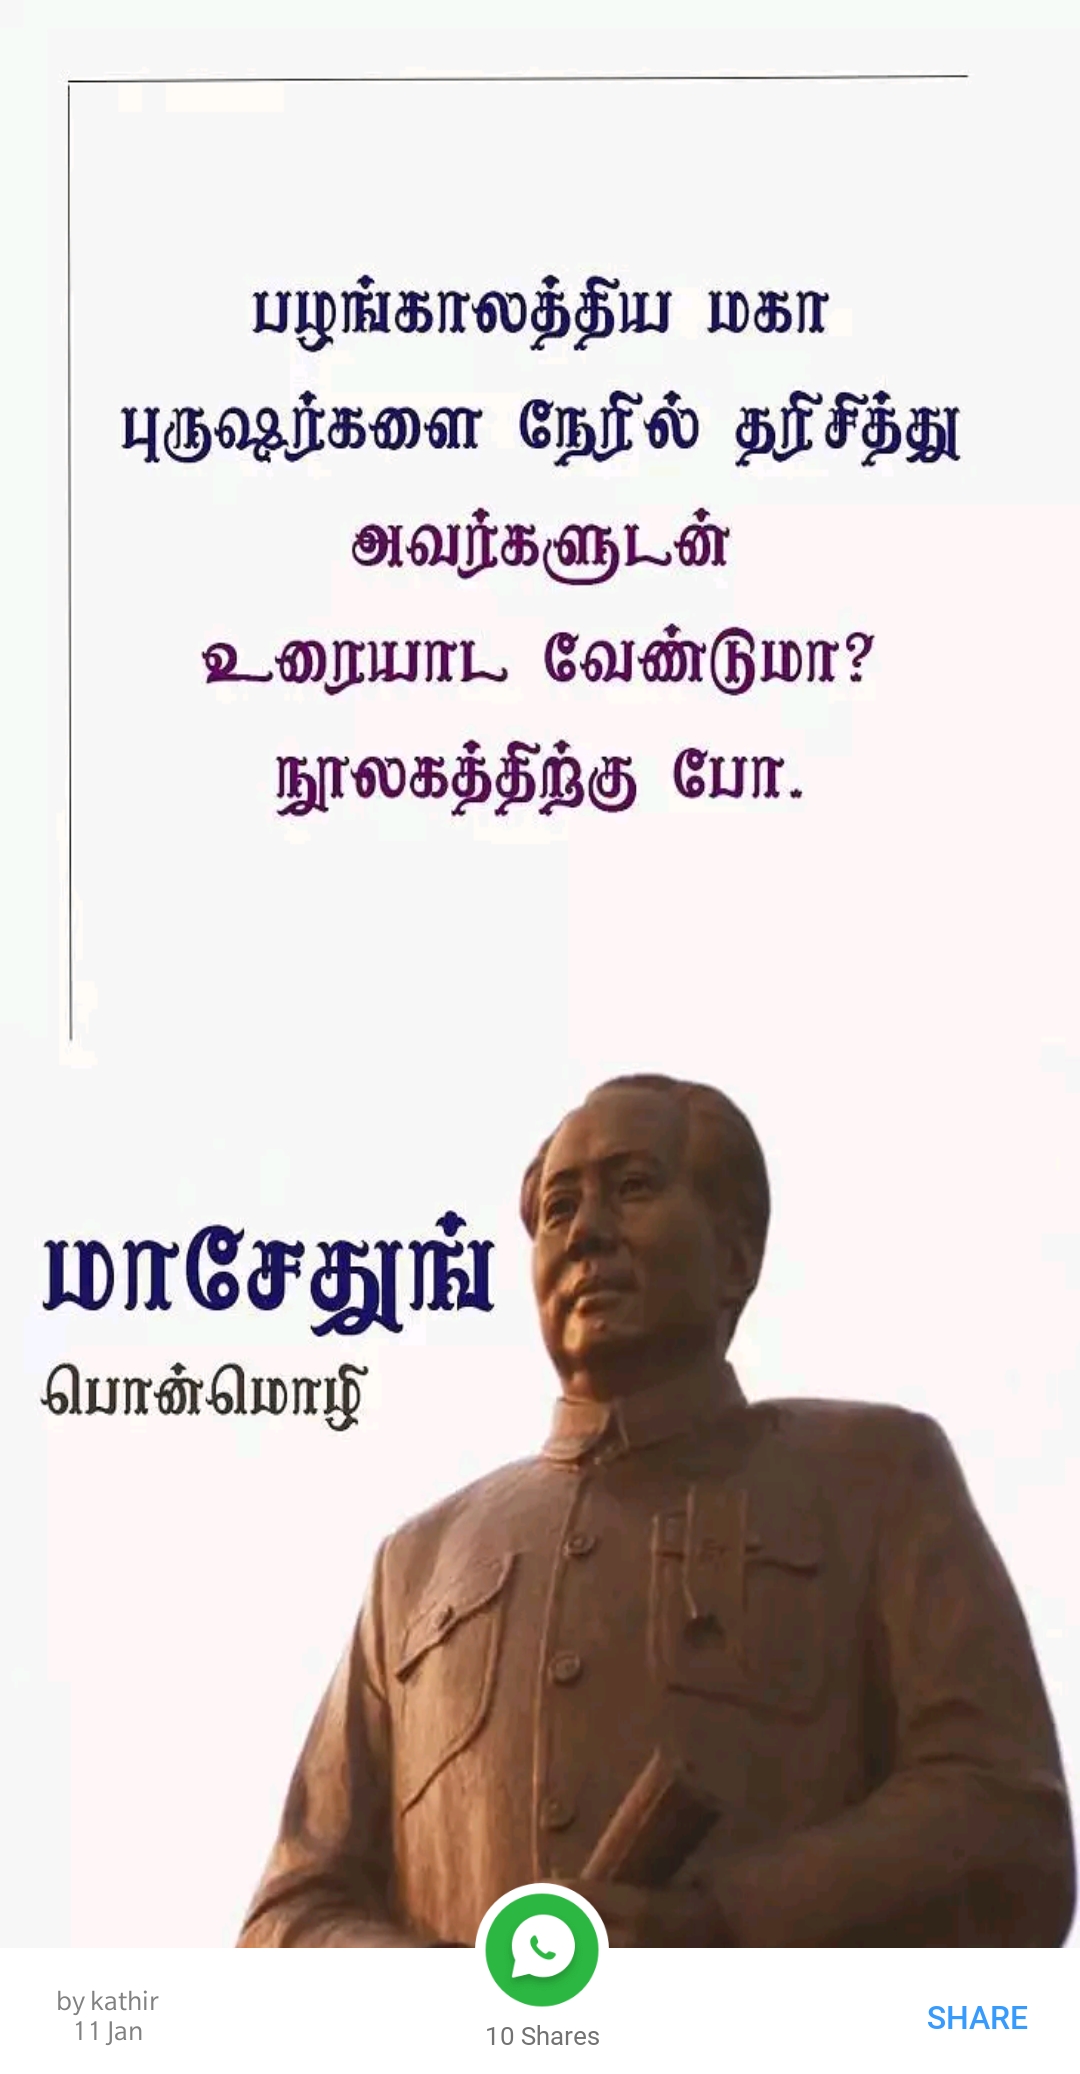 பழங்காலத்திய மகா
புருஷர்களை நேரில் தரிசித்து
அவர்களுடன்
உரையாட வேண்டுமா?
நூலகத்திற்கு போ.
மாசேதுங்
பொன்மொழி
by kathir
11 Jan
10 Shares
SHARE